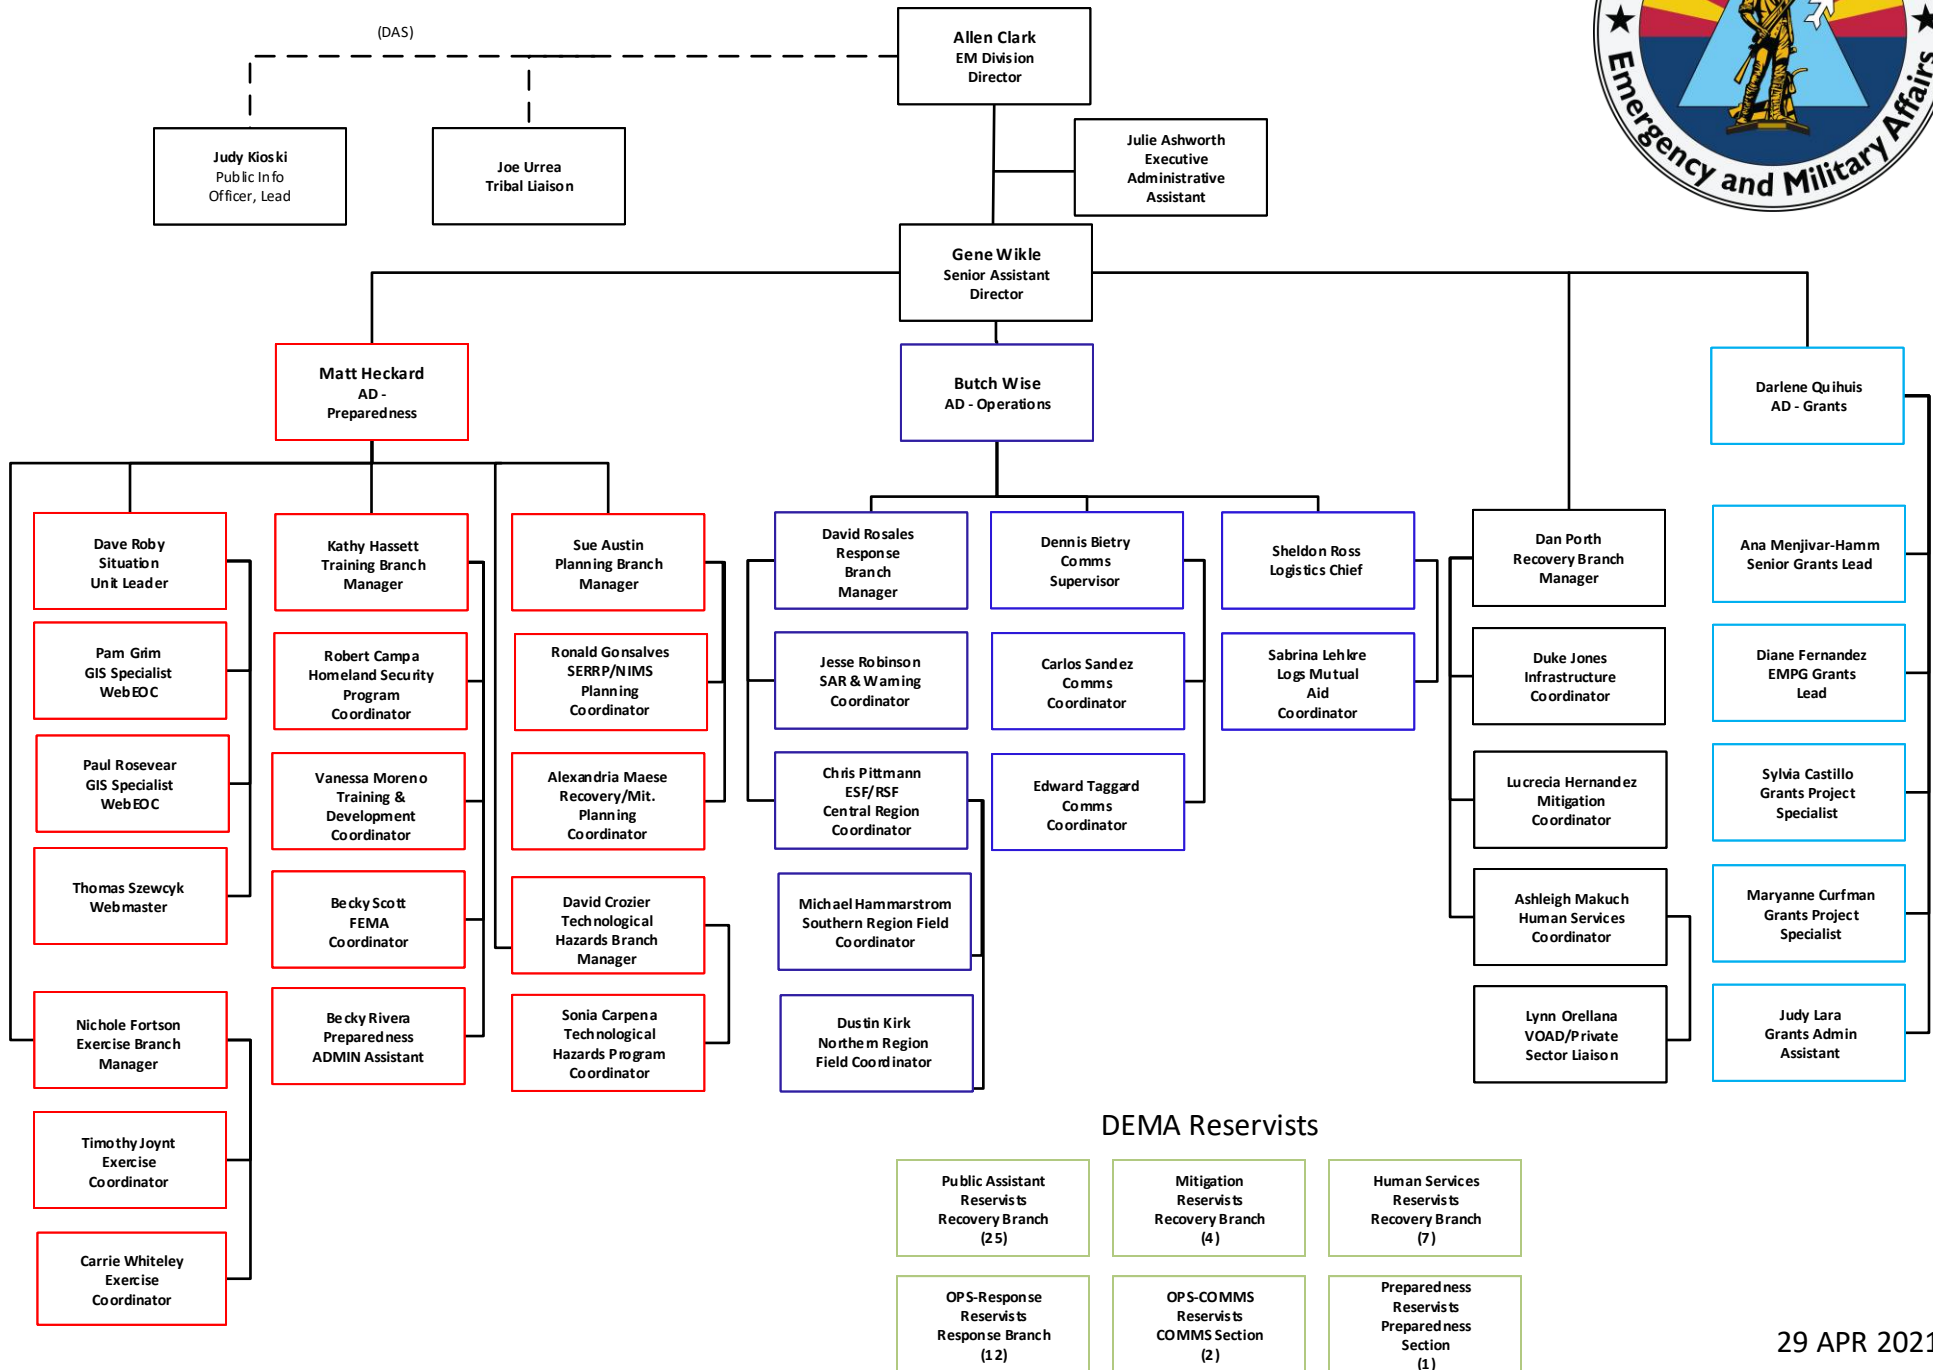 (DAS)
Allen Clark
EM Division
Director
Emergency and Military Affairs
Judy Kioski
Public Info
Officer, Lead
Joe Urrea
Tribal Liaison
Julie Ashworth
Executive
Administrative
Assistant
Gene Wikle
Senior Assistant
Director
Matt Heckard
AD -
Preparedness
Butch Wise
AD - Operations
Darlene Quihuis
AD - Grants
Dave Roby
Situation
Unit Leader
Kathy Hassett
Training Branch
Manager
Sue Austin
Planning Branch
Manager
David Rosales
Response
Branch
Manager
Dennis Bietry
Comms
Supervisor
Sheldon Ross
Logistics Chief
Dan Porth
Recovery Branch
Manager
Ana Menjivar-Hamm
Senior Grants Lead
Pam Grim
GIS Specialist
WebEOC
Robert Campa
Homeland Security
Program
Coordinator
Ronald Gonsalves
SERRP/NIMS
Planning
Coordinator
Jesse Robinson
SAR & Warning
Coordinator
Carlos Sandez
Comms
Coordinator
Sabrina Lehkre
Logs Mutual
Aid
Coordinator
Duke Jones
Infrastructure
Coordinator
Diane Fernandez
EMPG Grants
Lead
Paul Rosevear
GIS Specialist
WebEOC
Vanessa Moreno
Training &
Development
Coordinator
Alexandria Maese
Recovery/Mit.
Planning
Coordinator
Chris Pittmann
ESF/RSF
Central Region
Coordinator
Edward Taggard
Comms
Coordinator
Lucrecia Hernandez
Mitigation
Coordinator
Sylvia Castillo
Grants Project
Specialist
Thomas Szewcyk
Webmaster
Becky Scott
FEMA
Coordinator
David Crozier
Technological
Hazards Branch
Manager
Michael Hammarstrom
Southern Region Field
Coordinator
Ashleigh Makuch
Human Services
Coordinator
Maryanne Curfman
Grants Project
Specialist
Nichole Fortson
Exercise Branch
Manager
Becky Rivera
Preparedness
ADMIN Assistant
Sonia Carpena
Technological
Hazards Program
Coordinator
Dustin Kirk
Northern Region
Field Coordinator
Lynn Orellana
VOAD/Private
Sector Liaison
Judy Lara
Grants Admin
Assistant
Timothy Joynt
Exercise
Coordinator
Carrie Whiteley
Exercise
Coordinator
DEMA Reservists
Public Assistant
Reservists
Recovery Branch
(25)
Mitigation
Reservists
Recovery Branch
(4)
Human Services
Reservists
Recovery Branch
(7)
OPS-Response
Reservists
Response Branch
(12)
OPS-COMMS
Reservists
COMMS Section
(2)
Preparedness
Reservists
Preparedness
Section
(1)
29 APR 2021